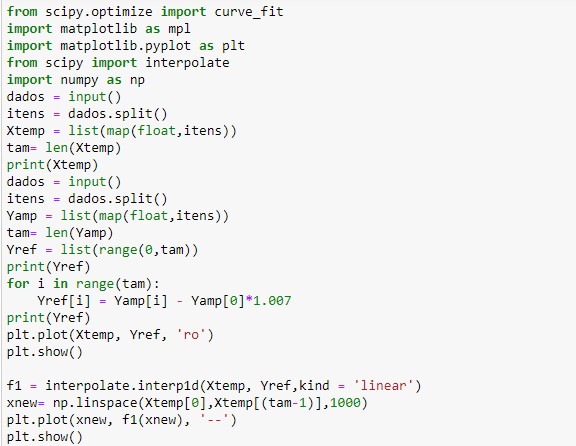 from scipy.optimize import curve_fit
import matplotlib as mpl
import matplotlib.pyplot as plt
from scipy import interpolate
import numpy as np
dados = input()
itens = dados.split()
Xtemp = list(map(float,itens))
tam= len(Xtemp)
print(Xtemp)
dados = input()
itens = dados.split()
Yamp = list(map(float,itens))
tam= len(Yamp)
Yref = list(range(0,tam))
print(Yref)
for i in range(tam):
    Yref[i] = Yamp[i] - Yamp[0]*1.007
print(Yref)
plt.plot(Xtemp, Yref, 'ro')
plt.show()

f1 = interpolate.interp1d(Xtemp, Yref,kind = 'linear')
xnew= np.linspace(Xtemp[0],Xtemp[(tam-1)],1000)
plt.plot(xnew, f1(xnew), '--')
plt.show()